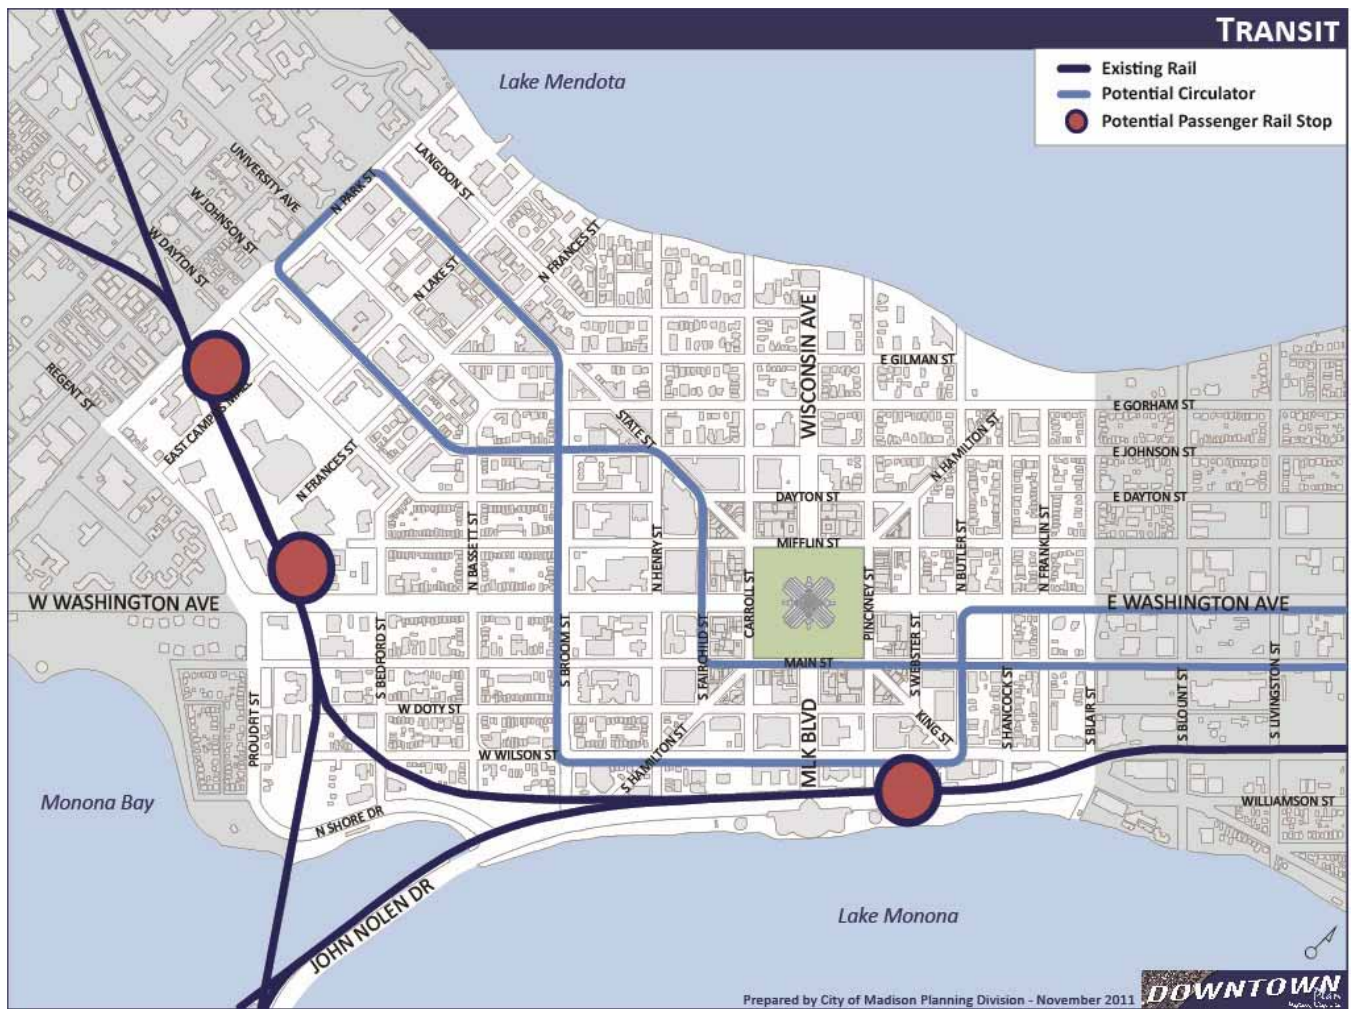 TRANSIT
Existing Rail
Potential Circulator
Potential Passenger Rail Stop
Lake Mendota
UNIVERSITY AVE
LANGDON ST
N PARK ST
W JOHNSON ST
W DAYTON ST
N FRANCES ST
N LAKE ST
WISCONSIN AVE
E GILMAN ST
REGENT ST
E GORHAM ST
STATE ST
N HAMILTON ST
EAST CAMPUS MALL
E JOHNSON ST
N FRANCES ST
DAYTON ST
E DAYTON ST
N BASSETT ST
N HENRY ST
MIFFLIN ST
N BUTLER ST
N FRANKLIN ST
W WASHINGTON AVE
CARROLL ST
PINCKNEY ST
E WASHINGTON AVE
S BEDFORD ST
S BROOM ST
S FAIRCHILD ST
MAIN ST
S WEBSTER ST
S HANCOCK ST
S BLAIR ST
S BLOUNT ST
S LIVINGSTON ST
PROUDFIT ST
W DOTY ST
W WILSON ST
S HAMILTON ST
MLK BLVD
KING ST
Monona Bay
N SHORE DR
WILLIAMSON ST
JOHN NOLEN DR
Lake Monona
Prepared by City of Madison Planning Division - November 2011
DOWNTOWN
Plan